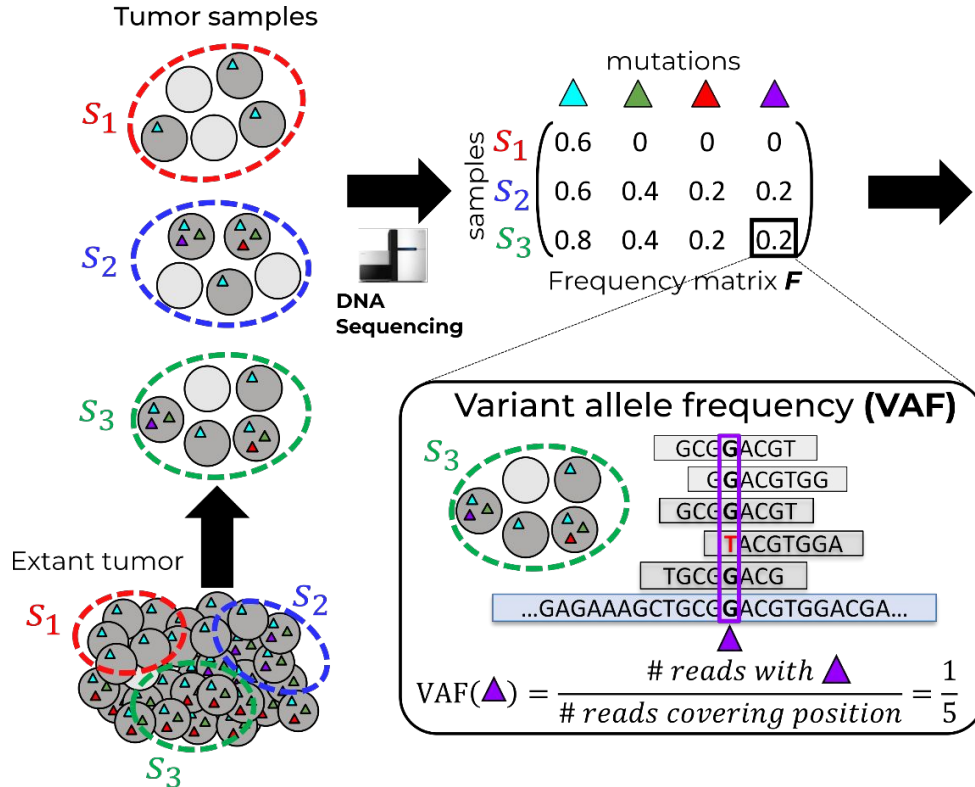 Tumor samples
S1
S2
S3
Extant tumor
S1
S2
S3
DNA
Sequencing
mutations
samples
S1 0.6 0 0 0
S2 0.6 0.4 0.2 0.2
S3 0.8 0.4 0.2 0.2
Frequency matrix F
Variant allele frequency (VAF)
S3
GCGGACGT
GGACGTGG
GCGGACGT
TACGTGGA
TGCGGACG
...GAGAAAGCTGCGGACGTGGACGA...
VAF( ) = # reads with / # reads covering position = 1/5